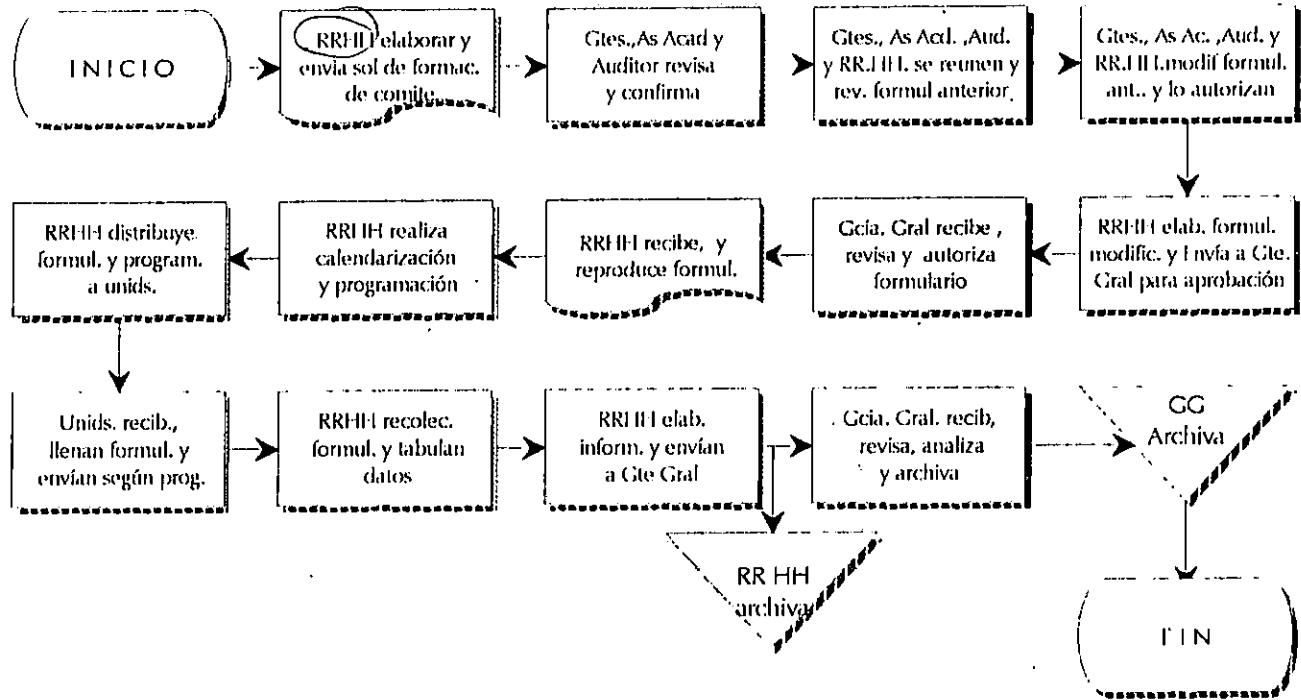 INICIO
RRHH elaborar y
envia sol de formac.
de comite
Gtes., As Acad y
Auditor revisa
y confirma
Gtes., As Acd. ,Aud.
y RR.HH. se reunen y
rev. formul anterior
Gtes., As Ac. ,Aud. y
RR.HH.modif formul.
ant.. y lo autorizan
RRHH elab. formul.
modific. y Envía a Gte.
Gral para aprobación
Gcia. Gral recibe ,
revisa y autoriza
formulario
RRHH recibe, y
reproduce formul.
RRHH realiza
calendarización
y programación
RRHH distribuye
formul. y program.
a unids.
Unids. recib.,
llenan formul. y
envían según prog.
RRHH recolec.
formul. y tabulan
datos
RRHH elab.
inform. y envían
a Gte Gral
Gcia. Gral. recib,
revisa, analiza
y archiva
GG
Archiva
RR HH
archiva
FIN